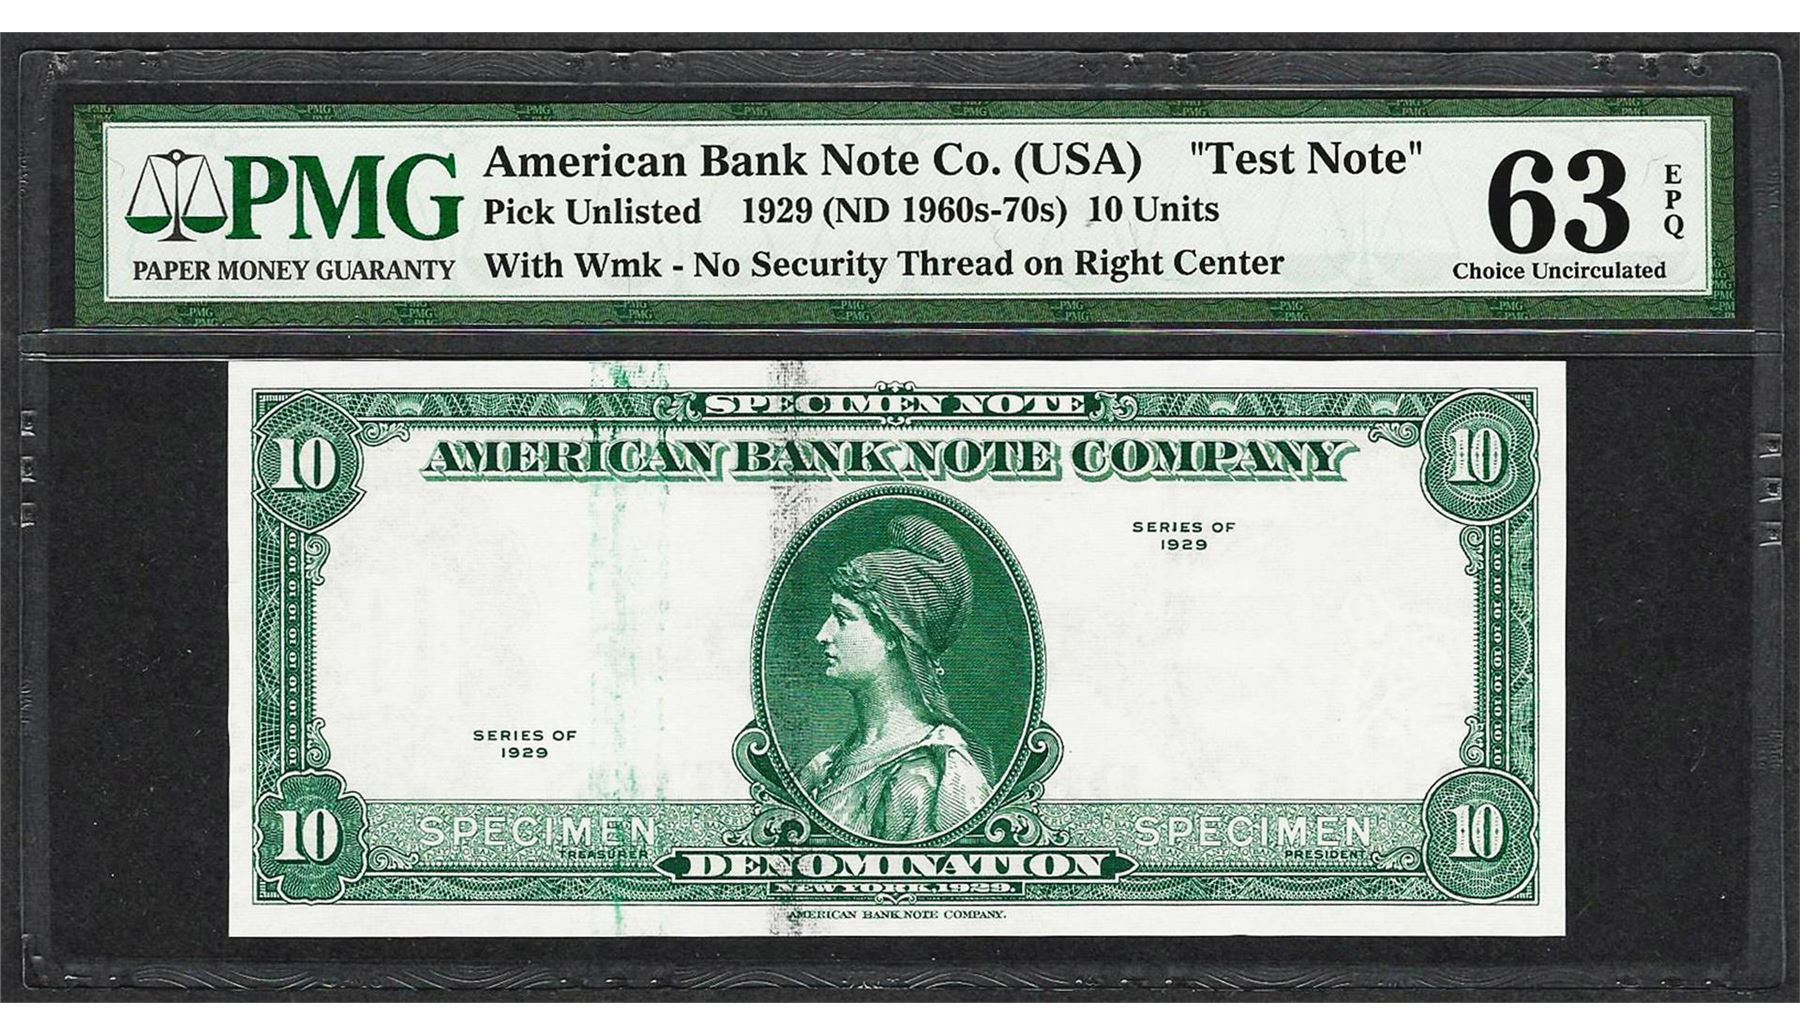 PMG
PAPER MONEY GUARANTY
American Bank Note Co. (USA) "Test Note"
Pick Unlisted 1929 (ND 1960s-70s) 10 Units
With Wmk - No Security Thread on Right Center
63
EPQ
Choice Uncirculated
SPECIMEN NOTE
10 10
AMERICAN BANK NOTE COMPANY
SERIES OF
1929
SERIES OF
1929
10 10
SPECIMEN SPECIMEN
TREASURER PRESIDENT
DENOMINATION
NEW YORK, 1929.
AMERICAN BANK NOTE COMPANY.